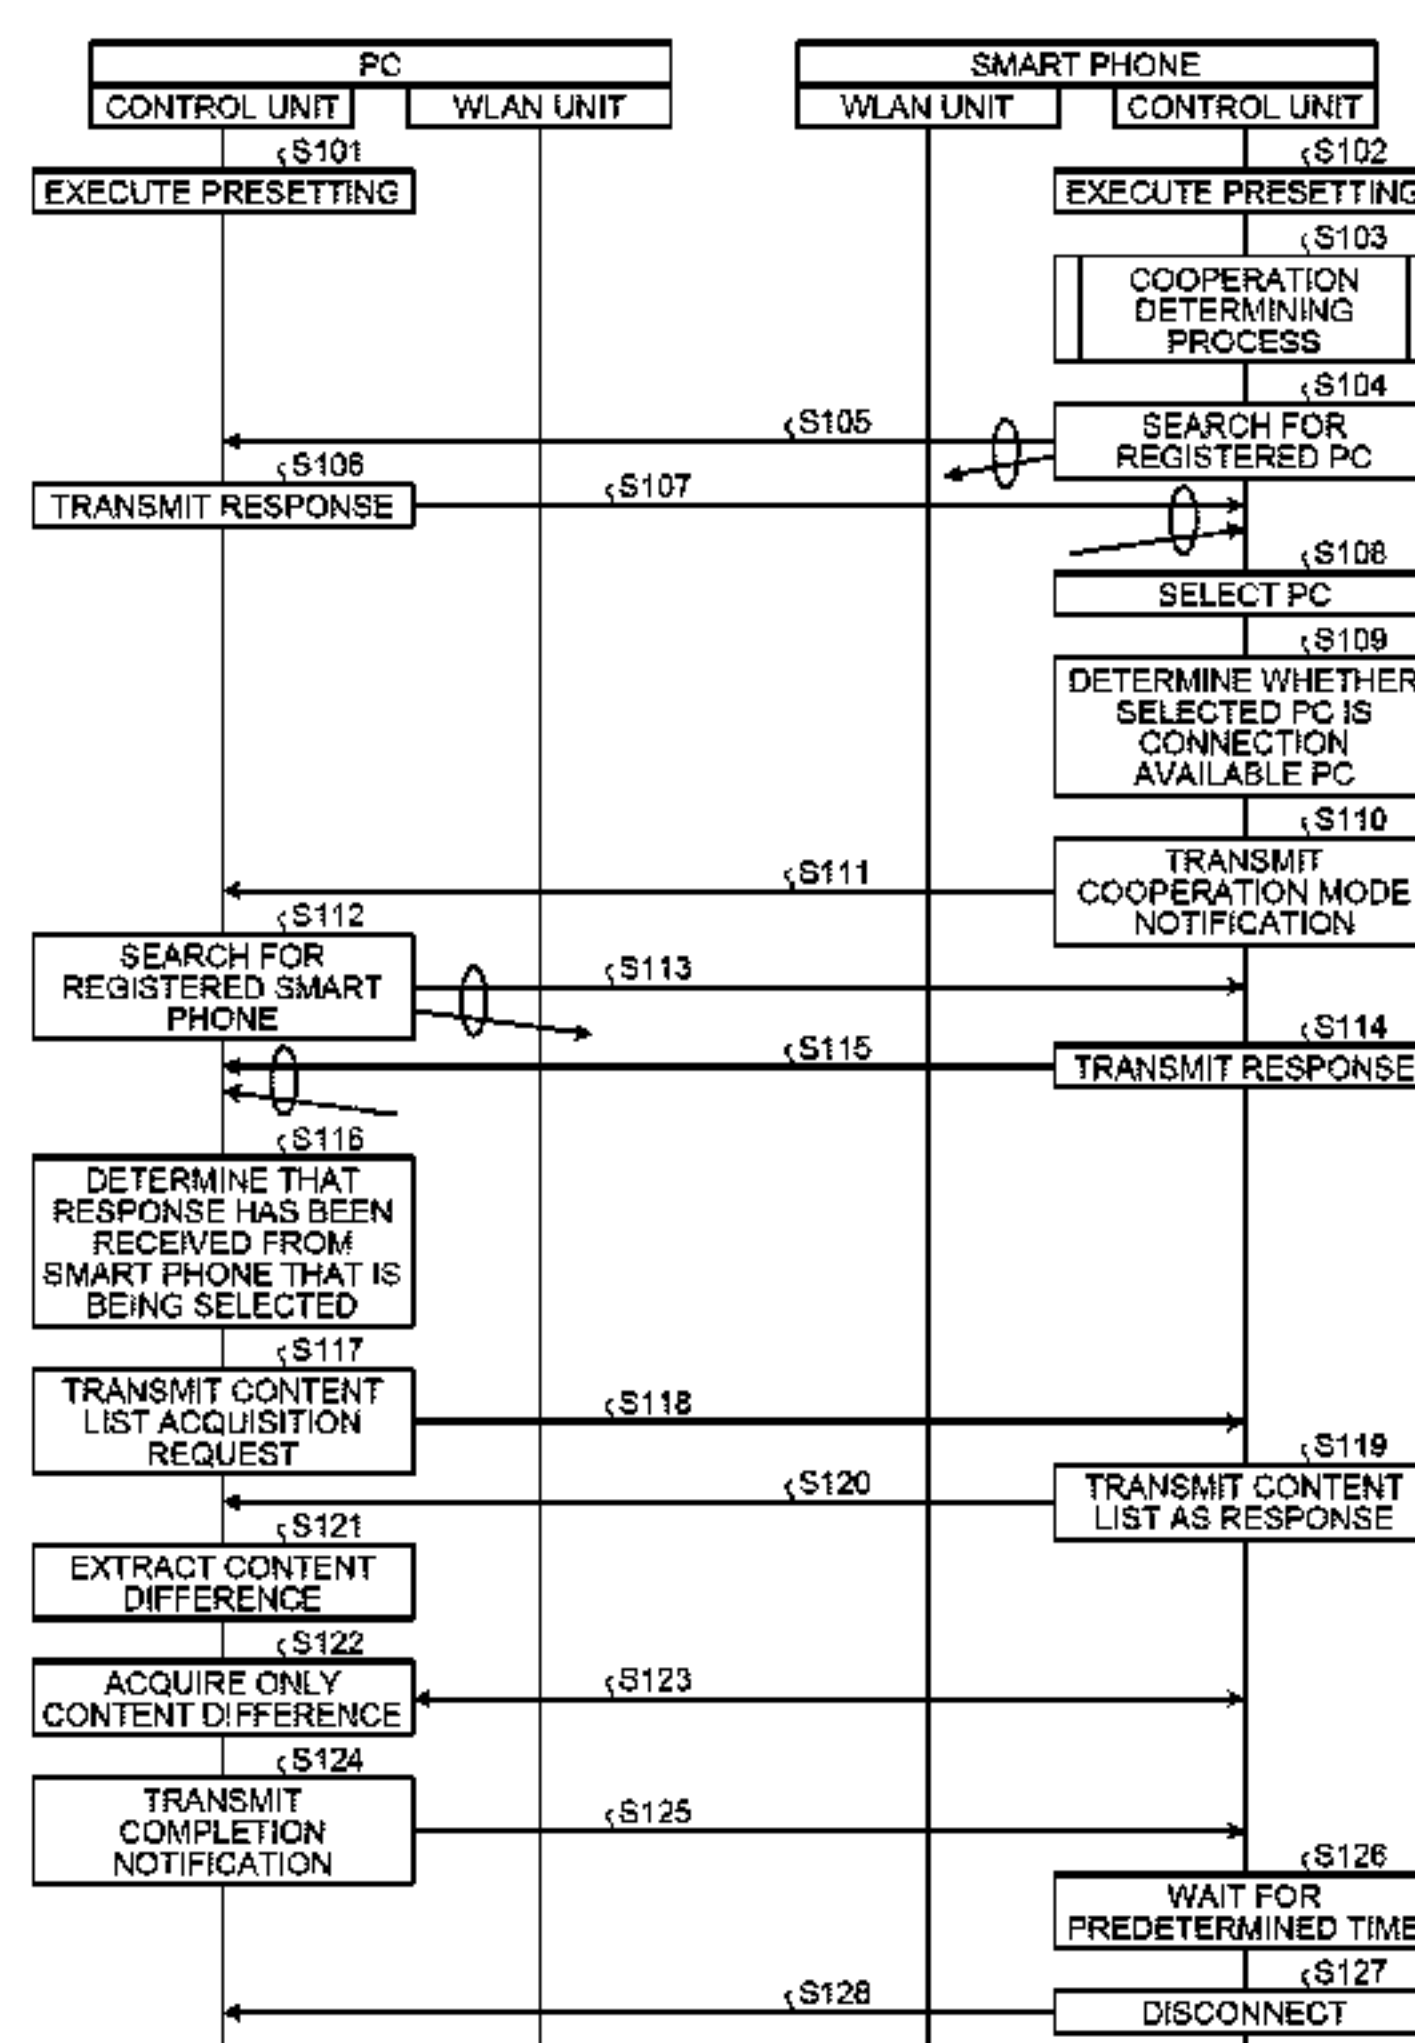 PC
SMART PHONE
CONTROL UNIT
WLAN UNIT
WLAN UNIT
CONTROL UNIT
S101
S102
EXECUTE PRESETTING
EXECUTE PRESETTING
S103
COOPERATION
DETERMINING
PROCESS
S104
S105
SEARCH FOR
REGISTERED PC
S106
TRANSMIT RESPONSE
S107
S108
SELECT PC
S109
DETERMINE WHETHER
SELECTED PC IS
CONNECTION
AVAILABLE PC
S110
TRANSMIT
COOPERATION MODE
NOTIFICATION
S111
S112
SEARCH FOR
REGISTERED SMART
PHONE
S113
S114
S115
TRANSMIT RESPONSE
S116
DETERMINE THAT
RESPONSE HAS BEEN
RECEIVED FROM
SMART PHONE THAT IS
BEING SELECTED
S117
TRANSMIT CONTENT
LIST ACQUISITION
REQUEST
S118
S119
TRANSMIT CONTENT
LIST AS RESPONSE
S120
S121
EXTRACT CONTENT
DIFFERENCE
S122
ACQUIRE ONLY
CONTENT DIFFERENCE
S123
S124
TRANSMIT
COMPLETION
NOTIFICATION
S125
S126
WAIT FOR
PREDETERMINED TIME
S127
S128
DISCONNECT